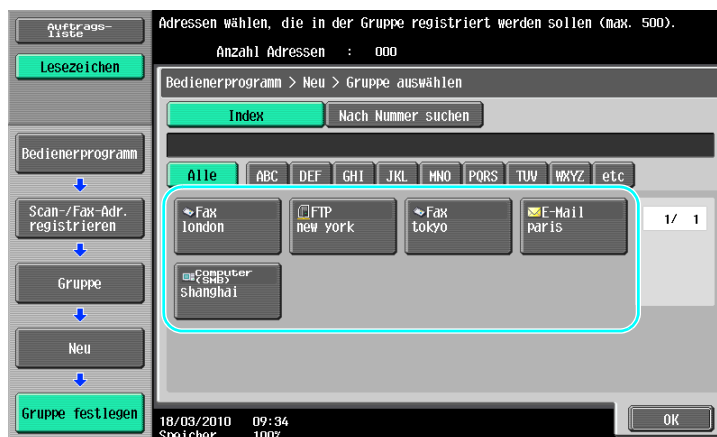 Auftrags-
liste
Lesezeichen
Bedienerprogramm
Scan-/Fax-Adr.
registrieren
Gruppe
Neu
Gruppe festlegen
Adressen wählen, die in der Gruppe registriert werden sollen (max. 500).
Anzahl Adressen : 000
Bedienerprogramm > Neu > Gruppe auswählen
Index Nach Nummer suchen
Alle ABC DEF GHI JKL MNO PQRS TUV WXYZ etc
Fax FTP Fax E-Mail
london new york tokyo paris
1/ 1
Computer
(SMB)
shanghai
18/03/2010 09:34
Speicher 100%
OK